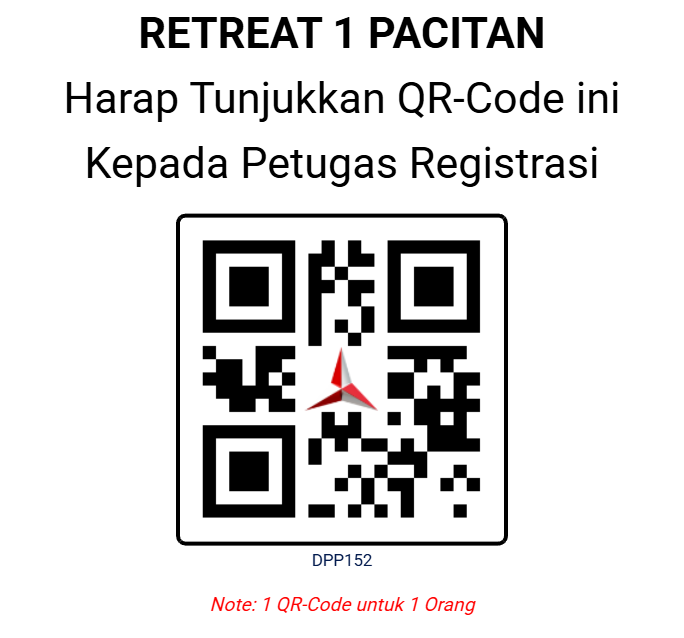 RETREAT 1 PACITAN
Harap Tunjukkan QR-Code ini
Kepada Petugas Registrasi
DPP152
Note: 1 QR-Code untuk 1 Orang